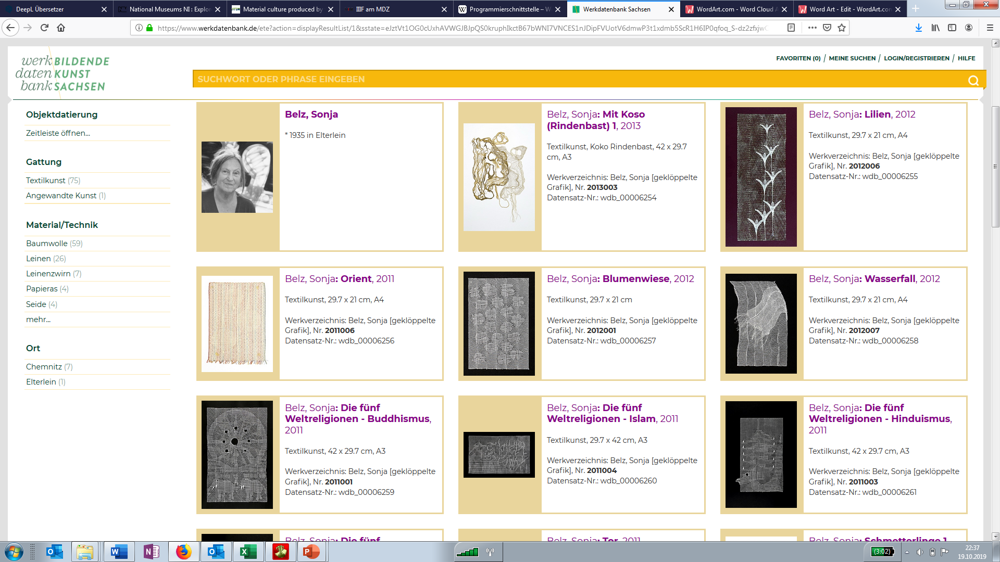 DeepL Übersetzer
National Museums NI : Explor
Material culture produced by
IIIF am MDZ
Programmierschnittstelle – W
Werkdatenbank Sachsen
WordArt.com - Word Cloud A
Word Art - Edit - WordArt.com
werk BILDENDE
daten KUNST
bank SACHSEN
FAVORITEN (0) / MEINE SUCHEN / LOGIN/REGISTRIEREN / HILFE
SUCHWORT ODER PHRASE EINGEBEN
Objektdatierung
Zeitleiste öffnen...
Gattung
Textilkunst (75)
Angewandte Kunst (1)
Material/Technik
Baumwolle (59)
Leinen (26)
Leinenzwirn (7)
Papieras (4)
Seide (4)
mehr...
Ort
Chemnitz (7)
Elterlein (1)
Belz, Sonja
* 1935 in Elterlein
Belz, Sonja: Mit Koso
(Rindenbast) 1, 2013
Textilkunst, Koko Rindenbast, 42 x 29.7
cm, A3
Werkverzeichnis: Belz, Sonja [geklöppelte
Grafik], Nr. 2013003
Datensatz-Nr.: wdb_00006254
Belz, Sonja: Lilien, 2012
Textilkunst, 29.7 x 21 cm, A4
Werkverzeichnis: Belz, Sonja [geklöppelte
Grafik], Nr. 2012006
Datensatz-Nr.: wdb_00006255
Belz, Sonja: Orient, 2011
Textilkunst, 29.7 x 21 cm, A4
Werkverzeichnis: Belz, Sonja [geklöppelte
Grafik], Nr. 2011006
Datensatz-Nr.: wdb_00006256
Belz, Sonja: Blumenwiese, 2012
Textilkunst, 29.7 x 21 cm
Werkverzeichnis: Belz, Sonja [geklöppelte
Grafik], Nr. 2012001
Datensatz-Nr.: wdb_00006257
Belz, Sonja: Wasserfall, 2012
Textilkunst, 29.7 x 21 cm, A4
Werkverzeichnis: Belz, Sonja [geklöppelte
Grafik], Nr. 2012007
Datensatz-Nr.: wdb_00006258
Belz, Sonja: Die fünf
Weltreligionen - Buddhismus,
2011
Textilkunst, 42 x 29.7 cm, A3
Werkverzeichnis: Belz, Sonja [geklöppelte
Grafik], Nr. 2011001
Datensatz-Nr.: wdb_00006259
Belz, Sonja: Die fünf
Weltreligionen - Islam, 2011
Textilkunst, 29.7 x 42 cm, A3
Werkverzeichnis: Belz, Sonja [geklöppelte
Grafik], Nr. 2011004
Datensatz-Nr.: wdb_00006260
Belz, Sonja: Die fünf
Weltreligionen - Hinduismus,
2011
Textilkunst, 42 x 29.7 cm, A3
Werkverzeichnis: Belz, Sonja [geklöppelte
Grafik], Nr. 2011003
Datensatz-Nr.: wdb_00006261
Belz, Sonja: Die fünf
Belz, Sonja: Tor, 2011
Belz, Sonja: Schmetterlinge 1,
(3:02)
22:37
19.10.2019